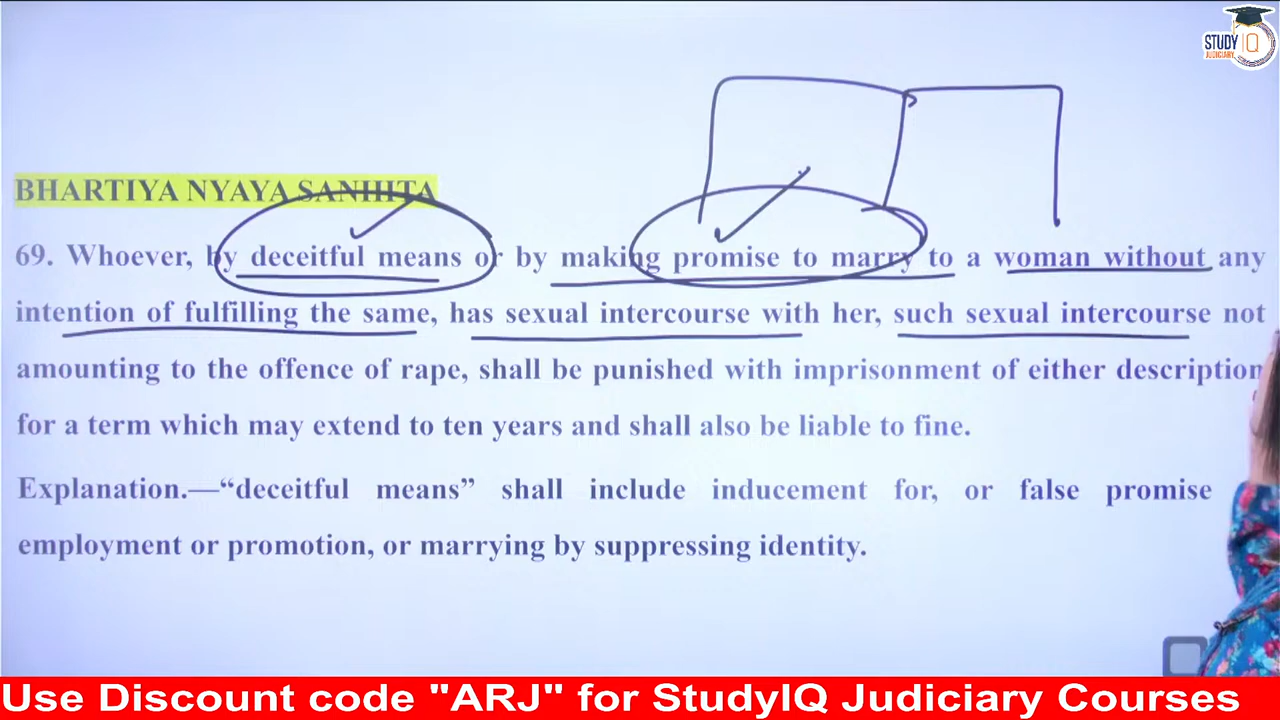 STUDY IQ
JUDICIARY
BHARTIYA NYAYA SANHITA
69. Whoever, by deceitful means or by making promise to marry to a woman without any
intention of fulfilling the same, has sexual intercourse with her, such sexual intercourse not
amounting to the offence of rape, shall be punished with imprisonment of either description
for a term which may extend to ten years and shall also be liable to fine.
Explanation.—“deceitful means” shall include inducement for, or false promise
employment or promotion, or marrying by suppressing identity.
Use Discount code "ARJ" for StudyIQ Judiciary Courses